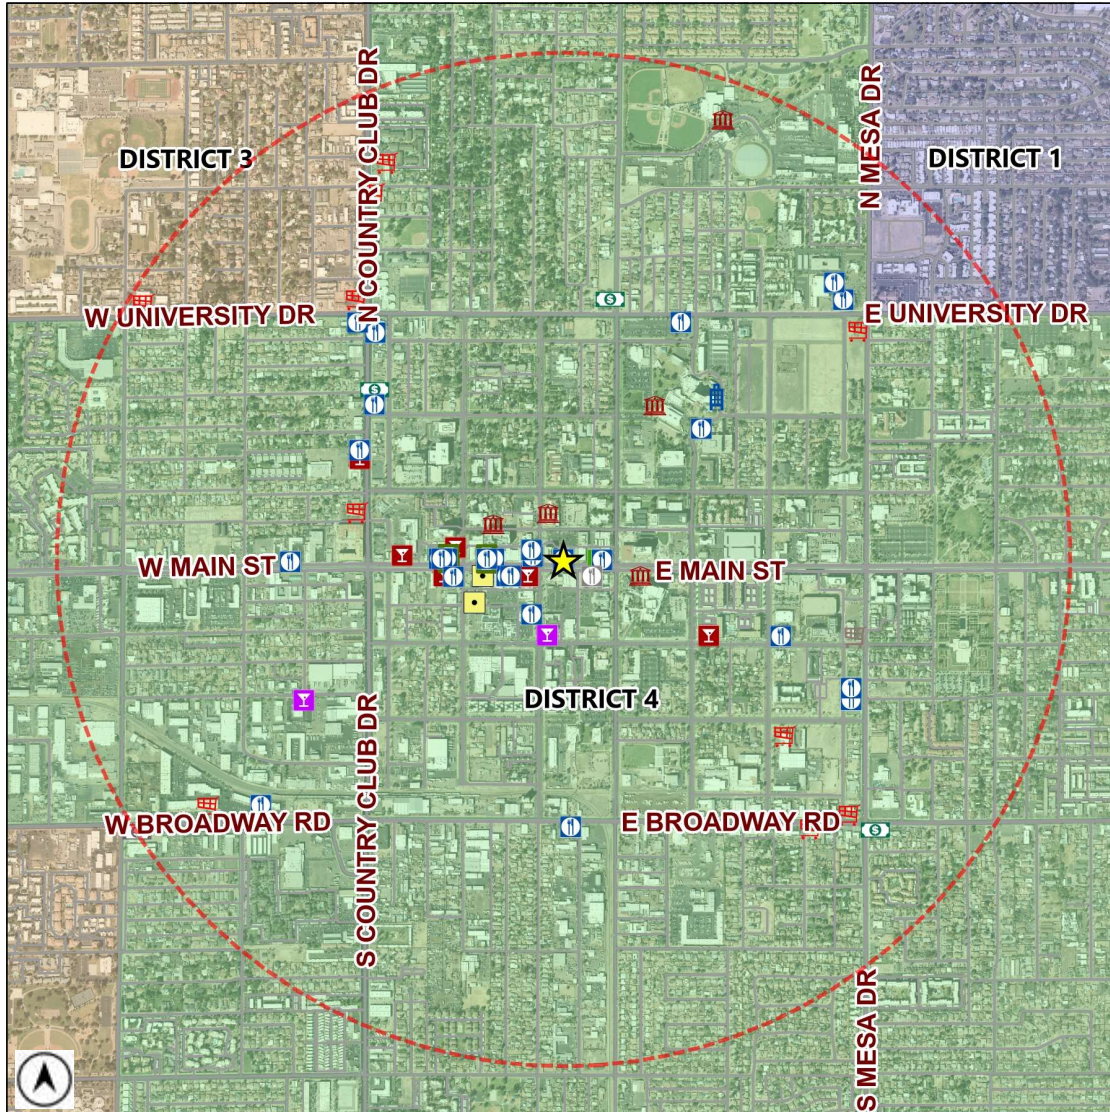 N COUNTRY CLUB DR
N MESA DR
DISTRICT 3
DISTRICT 1
W UNIVERSITY DR
E UNIVERSITY DR
$
$
W MAIN ST
E MAIN ST
DISTRICT 4
S COUNTRY CLUB DR
W BROADWAY RD
E BROADWAY RD
$
S MESA DR